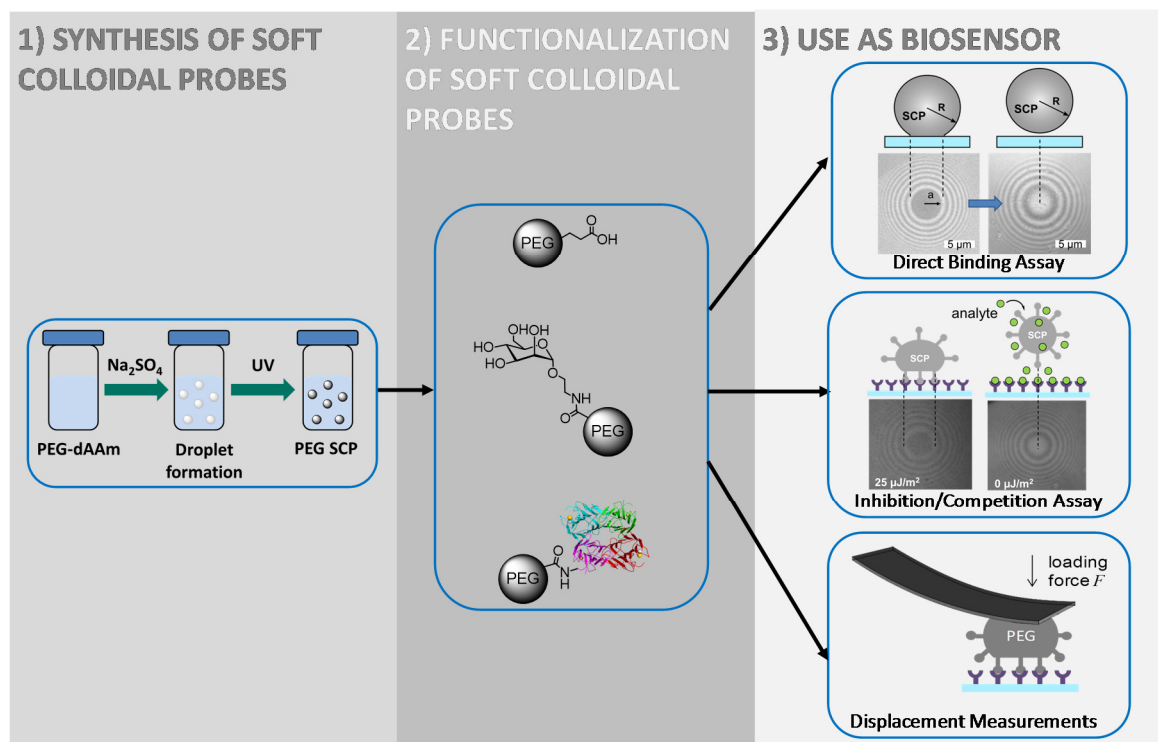 1) SYNTHESIS OF SOFT
COLLOIDAL PROBES
2) FUNCTIONALIZATION
OF SOFT COLLOIDAL
PROBES
3) USE AS BIOSENSOR
Na2SO4
UV
PEG-dAAm
Droplet
formation
PEG SCP
PEG
O
OH
OH
OH
HO
HO
O
O
NH
O
PEG
PEG
O
N
H
SCP
R
SCP
R
a
5 µm
5 µm
Direct Binding Assay
analyte
SCP
SCP
25 µJ/m²
0 µJ/m²
Inhibition/Competition Assay
loading
force F
PEG
Displacement Measurements